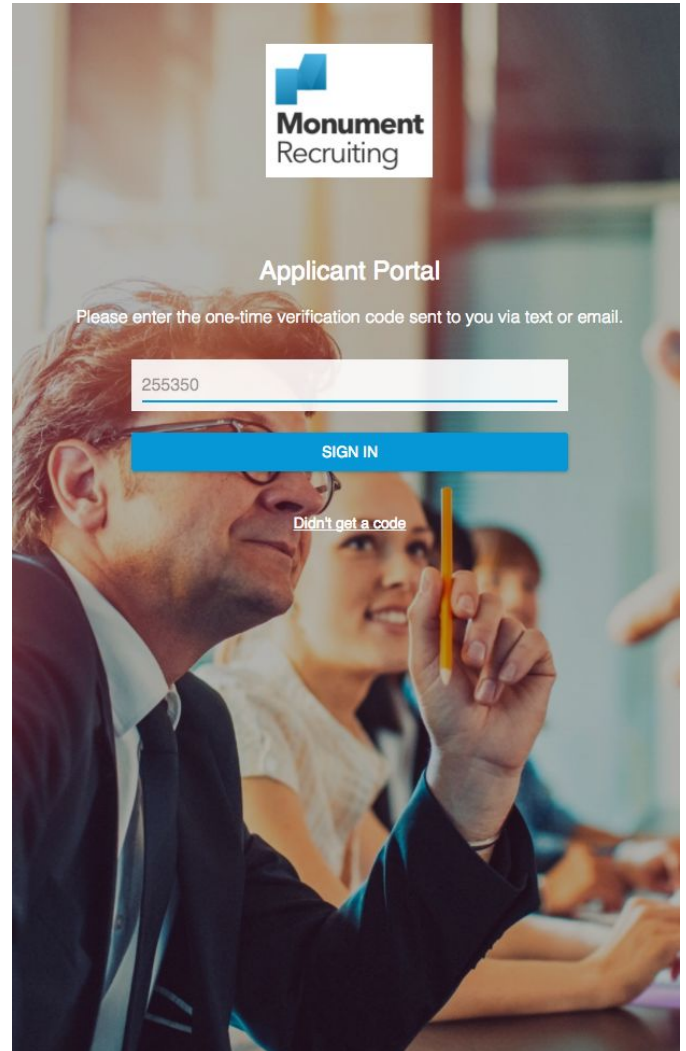 Monument
Recruiting
Applicant Portal
Please enter the one-time verification code sent to you via text or email.
255350
SIGN IN
Didn't get a code